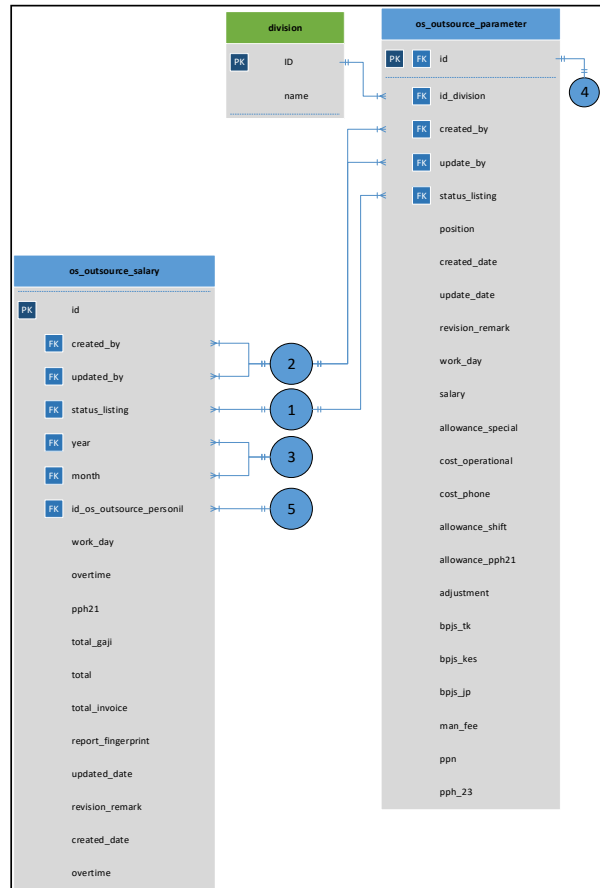 division
PK ID
name
os_outsource_parameter
PK FK id
4
FK id_division
FK created_by
FK update_by
FK status_listing
position
created_date
update_date
revision_remark
work_day
salary
allowance_special
cost_operational
cost_phone
allowance_shift
allowance_pph21
adjustment
bpjs_tk
bpjs_kes
bpjs_jp
man_fee
ppn
pph_23
os_outsource_salary
PK id
FK created_by
FK updated_by
2
FK status_listing
1
FK year
3
FK month
FK id_os_outsource_personil
5
work_day
overtime
pph21
total_gaji
total
total_invoice
report_fingerprint
updated_date
revision_remark
created_date
overtime